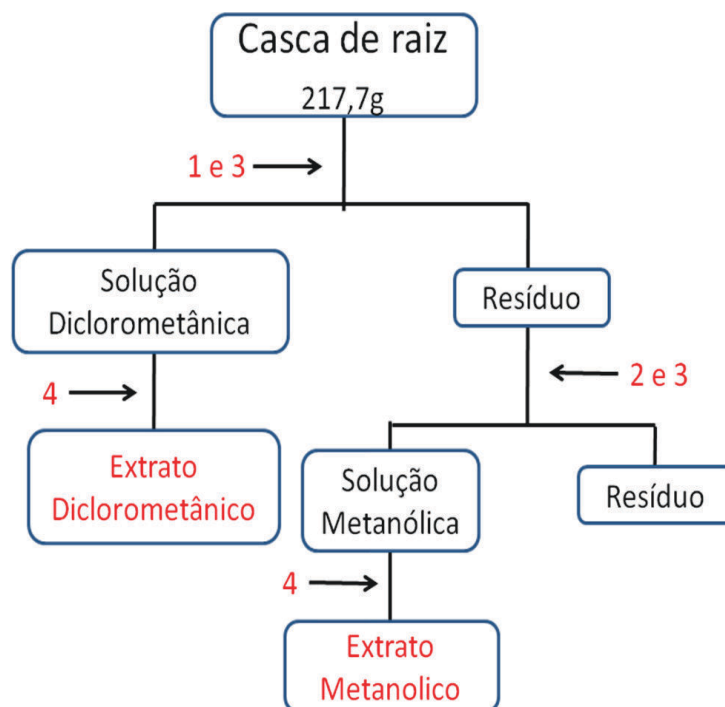 Casca de raiz
217,7g
1 e 3
Solução
Diclorometânica
Resíduo
4
2 e 3
Extrato
Diclorometânico
Solução
Metanólica
Resíduo
4
Extrato
Metanolico